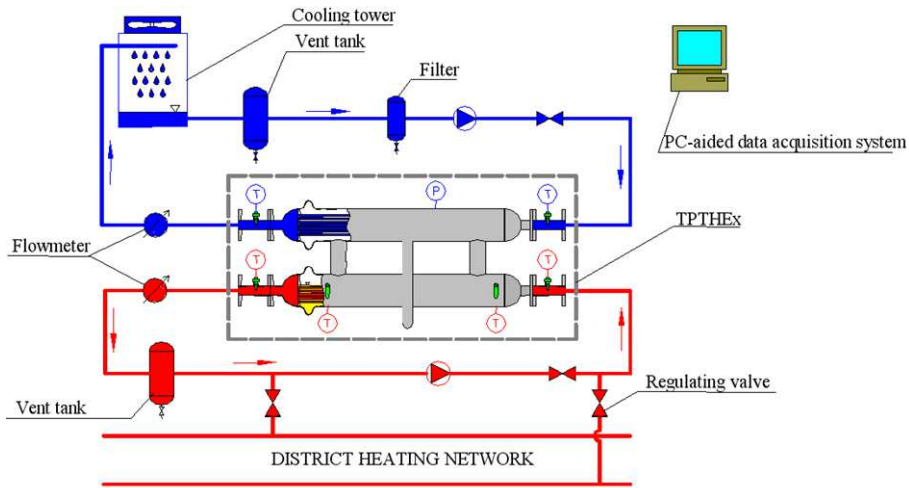 Cooling tower
Vent tank
Filter
PC-aided data acquisition system
T
P
T
TPTHEx
Flowmeter
T
T
T
T
Regulating valve
Vent tank
DISTRICT HEATING NETWORK